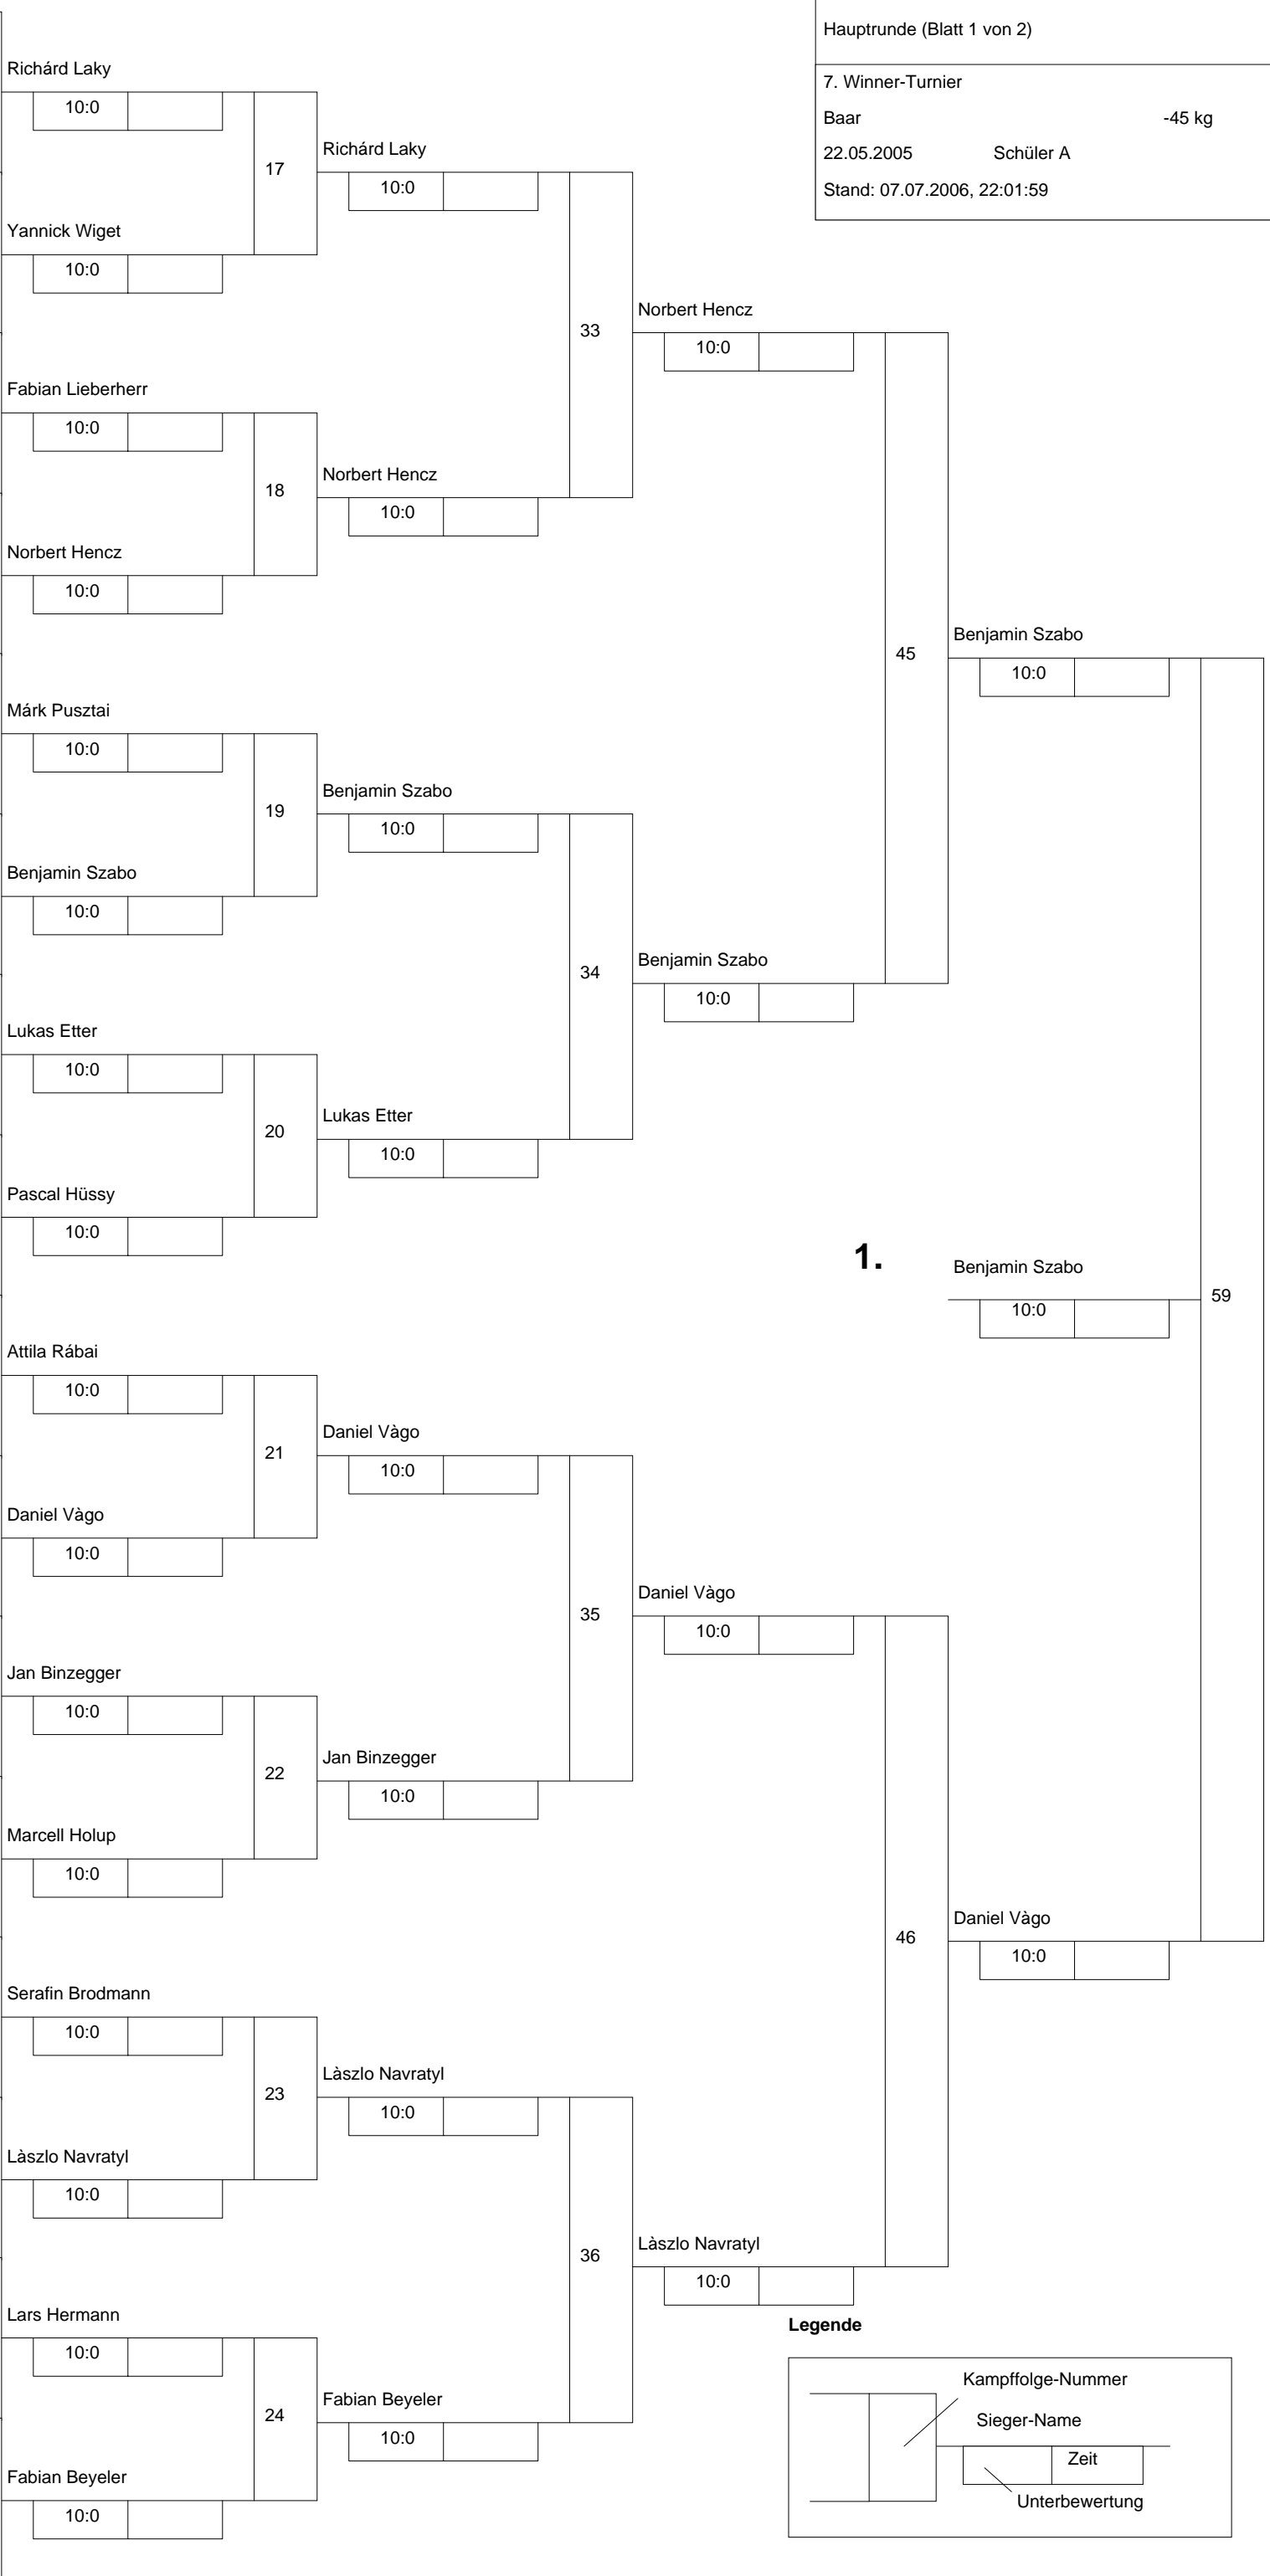 Hauptrunde (Blatt 1 von 2)
7. Winner-Turnier
Baar -45 kg
22.05.2005 Schüler A
Stand: 07.07.2006, 22:01:59
Richárd Laky
10:0
17
Yannick Wiget
10:0
Fabian Lieberherr
10:0
18
Norbert Hencz
10:0
Márk Pusztai
10:0
19
Benjamin Szabo
10:0
Lukas Etter
10:0
20
Pascal Hüssy
10:0
Attila Rábai
10:0
21
Daniel Vàgo
10:0
Jan Binzegger
10:0
22
Marcell Holup
10:0
Serafin Brodmann
10:0
23
Làszlo Navratyl
10:0
Lars Hermann
10:0
24
Fabian Beyeler
10:0
Richárd Laky
10:0
33
Norbert Hencz
10:0
Benjamin Szabo
10:0
34
Lukas Etter
10:0
Daniel Vàgo
10:0
35
Jan Binzegger
10:0
Làszlo Navratyl
10:0
36
Fabian Beyeler
10:0
Norbert Hencz
10:0
45
Benjamin Szabo
10:0
Daniel Vàgo
10:0
46
Làszlo Navratyl
10:0
Benjamin Szabo
10:0
1. Benjamin Szabo
10:0
59
Daniel Vàgo
10:0
Legende
Kampffolge-Nummer
Sieger-Name
Zeit
Unterbewertung